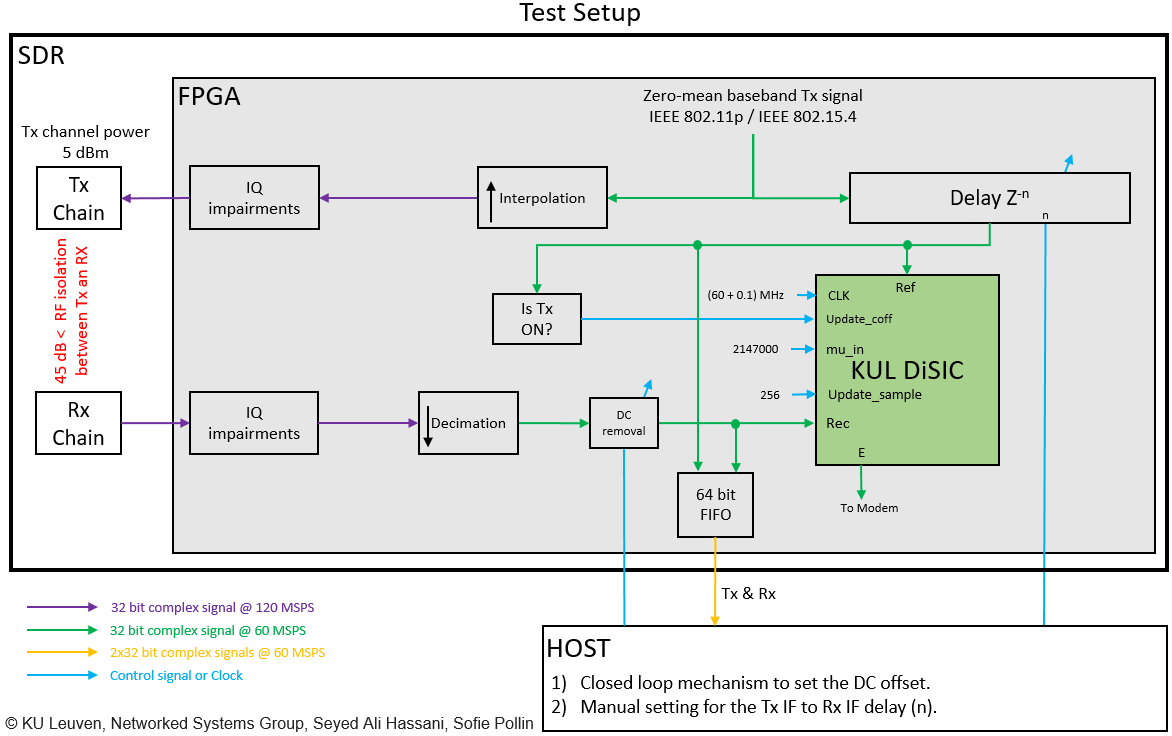 Test Setup
SDR
FPGA
Zero-mean baseband Tx signal
IEEE 802.11p / IEEE 802.15.4
Tx channel power
5 dBm
Tx
Chain
IQ
impairments
Interpolation
Delay Z-n
n
45 dB < RF isolation
between Tx an RX
Is Tx
ON?
(60 + 0.1) MHz
2147000
256
Ref
CLK
Update_coff
mu_in
KUL DiSIC
Update_sample
Rec
E
To Modem
Rx
Chain
IQ
impairments
Decimation
DC
removal
64 bit
FIFO
Tx & Rx
32 bit complex signal @ 120 MSPS
32 bit complex signal @ 60 MSPS
2x32 bit complex signals @ 60 MSPS
Control signal or Clock
HOST
1) Closed loop mechanism to set the DC offset.
2) Manual setting for the Tx IF to Rx IF delay (n).
© KU Leuven, Networked Systems Group, Seyed Ali Hassani, Sofie Pollin